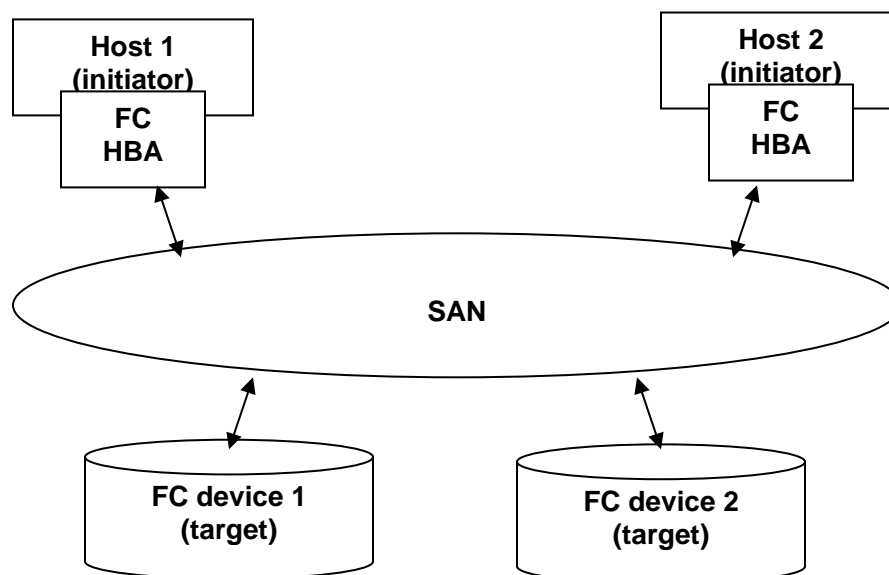 Host 1
(initiator)
FC
HBA
Host 2
(initiator)
FC
HBA
SAN
FC device 1
(target)
FC device 2
(target)